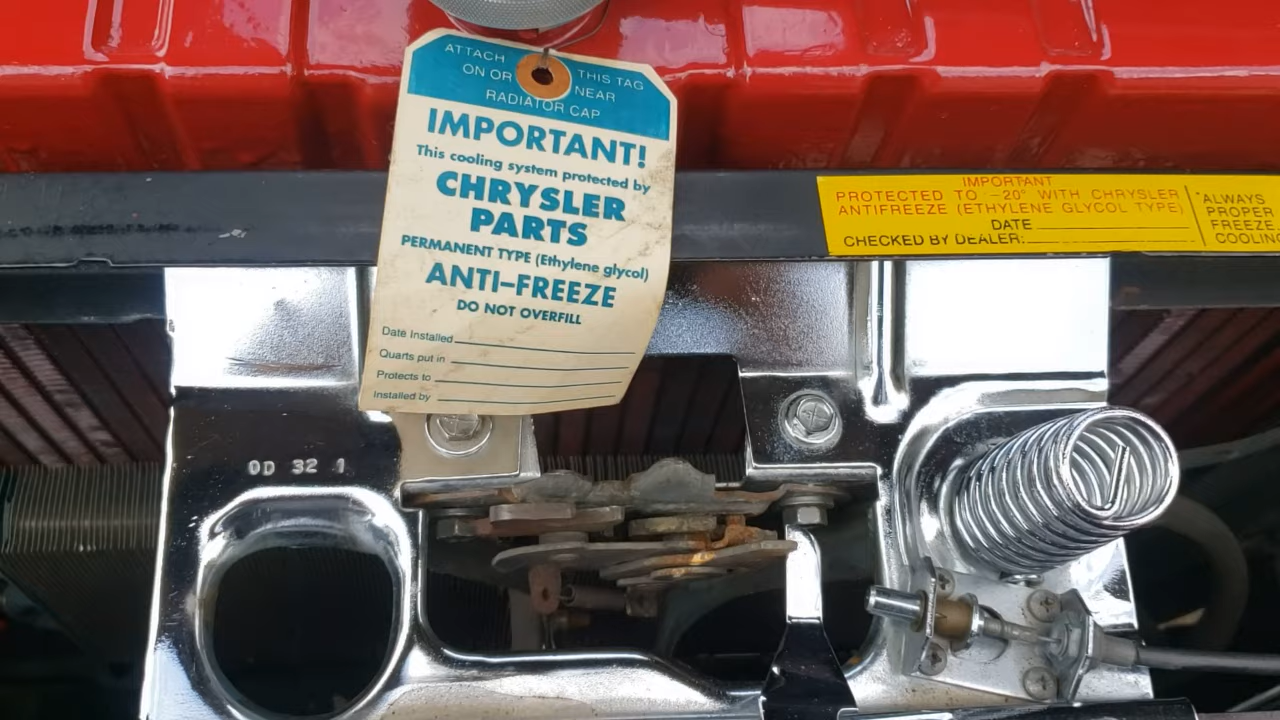 ATTACH THIS TAG
ON OR NEAR
RADIATOR CAP
IMPORTANT!
This cooling system protected by
CHRYSLER
PARTS
PERMANENT TYPE (Ethylene glycol)
ANTI-FREEZE
DO NOT OVERFILL
Date Installed
Quarts put in
Protects to
Installed by
IMPORTANT
PROTECTED TO -20° WITH CHRYSLER
ANTIFREEZE (ETHYLENE GLYCOL TYPE)
DATE
CHECKED BY DEALER:
"ALWAYS
PROPER
FREEZE
COOLING
OD 32 1